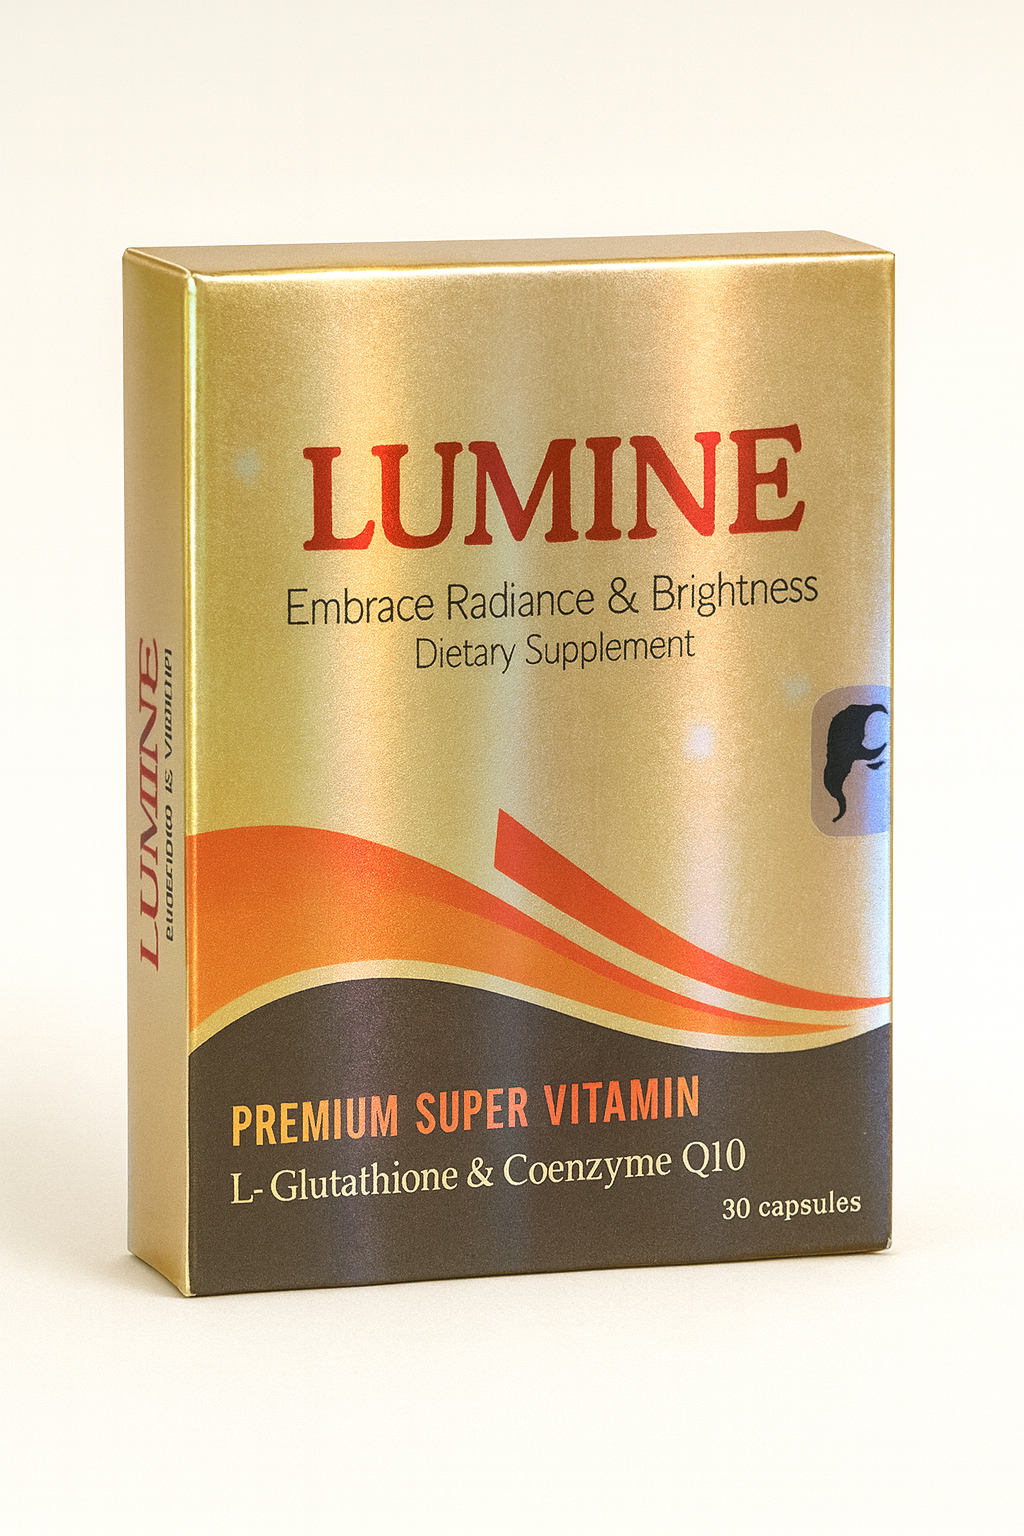 LUMINE
Embrace Radiance & Brightness
Dietary Supplement
PREMIUM SUPER VITAMIN
L-Glutathione & Coenzyme Q10
30 capsules
LUMINE